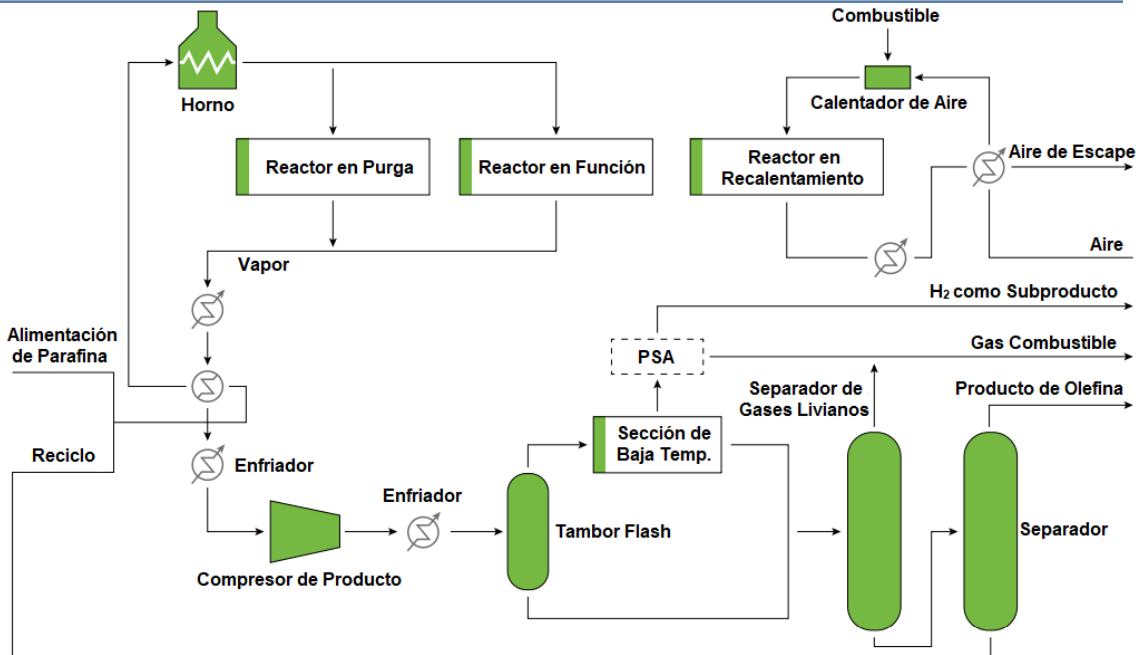 Combustible
Horno
Calentador de Aire
Reactor en Purga
Reactor en Función
Reactor en
Recalentamiento
Aire de Escape
Aire
Vapor
H2 como Subproducto
Alimentación
de Parafina
PSA
Gas Combustible
Separador de
Gases Livianos
Producto de Olefina
Sección de
Baja Temp.
Reciclo
Enfriador
Enfriador
Tambor Flash
Separador
Compresor de Producto